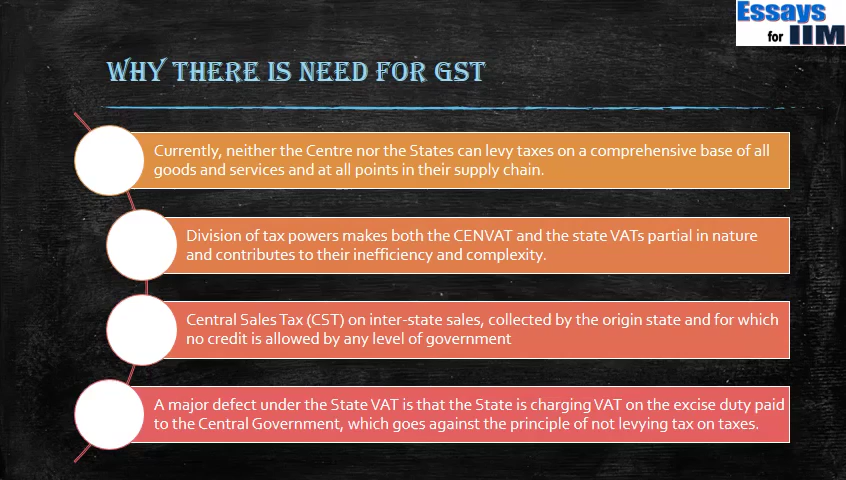 Essays
for IIM
WHY THERE IS NEED FOR GST
Currently, neither the Centre nor the States can levy taxes on a comprehensive base of all
goods and services and at all points in their supply chain.
Division of tax powers makes both the CENVAT and the state VATs partial in nature
and contributes to their inefficiency and complexity.
Central Sales Tax (CST) on inter-state sales, collected by the origin state and for which
no credit is allowed by any level of government
A major defect under the State VAT is that the State is charging VAT on the excise duty paid
to the Central Government, which goes against the principle of not levying tax on taxes.